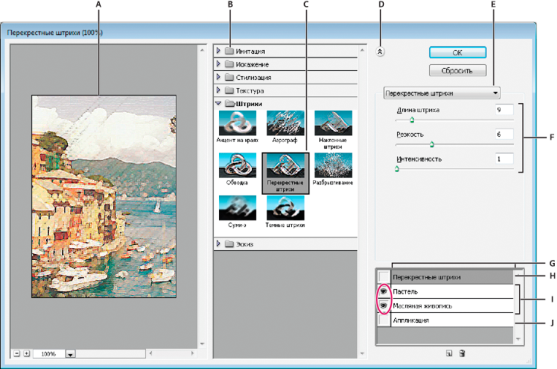 A
B
C
D
E
Перекрестные штрихи (100%)
Имитация
Искажение
Стилизация
Текстура
Штрихи
Акцент на краях
Аэрограф
Наклонные штрихи
Обводка
Перекрестные штрихи
Разбрызгивание
Суми-э
Темные штрихи
Эскиз
100%
OK
Сбросить
Перекрестные штрихи
Длина штриха 9
Резкость 6
Интенсивность 1
F
G
Перекрестные штрихи
H
Пастель
I
Масляная живопись
Аппликация
J